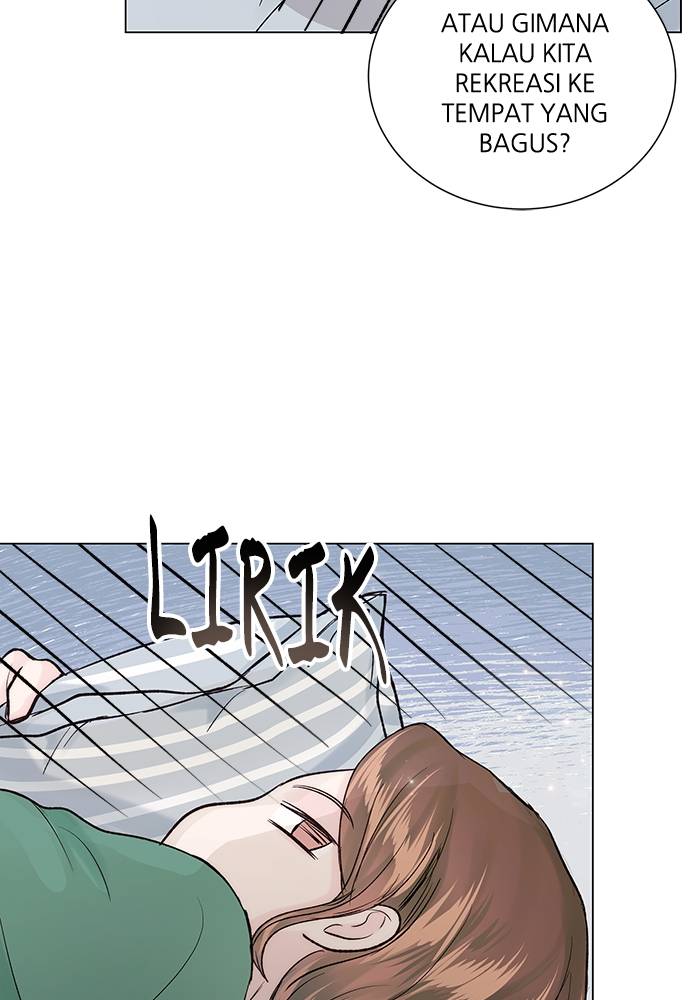 ATAU GIMANA
KALAU KITA
REKREASI KE
TEMPAT YANG
BAGUS?
LIRIK